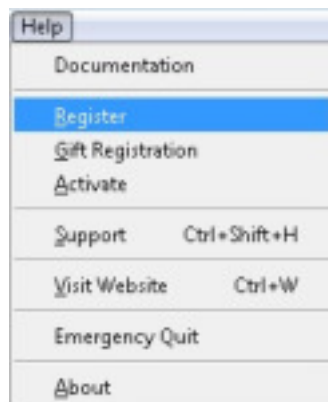 Help
Documentation
Register
Gift Registration
Activate
Support Ctrl+Shift+H
Visit Website Ctrl+W
Emergency Quit
About